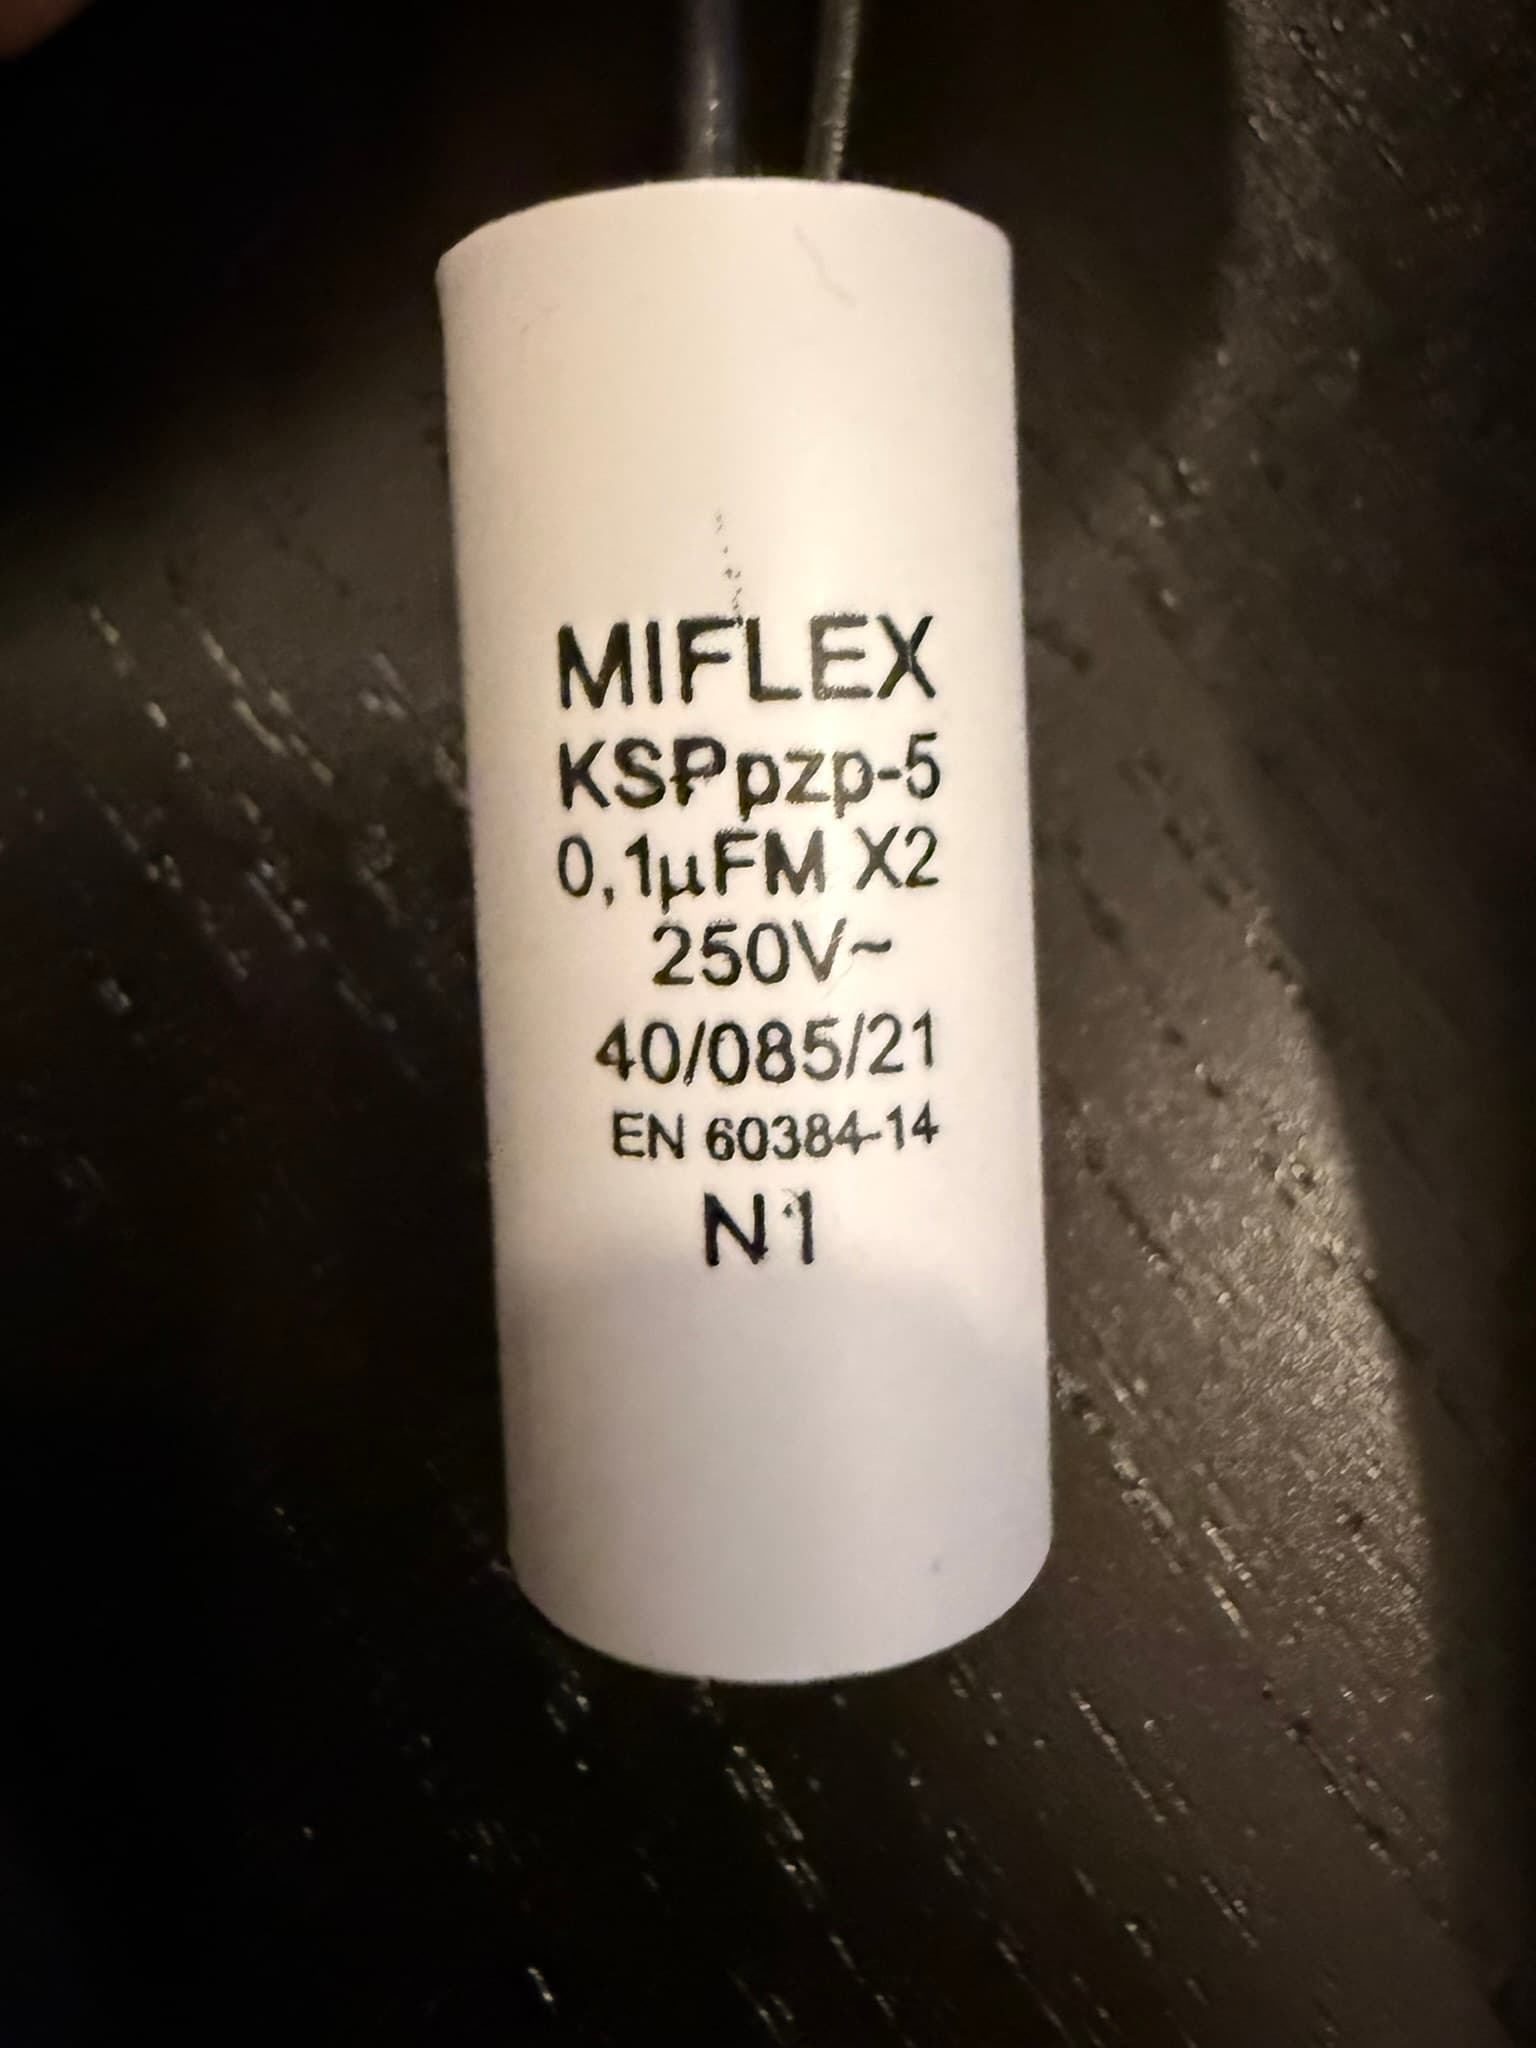 MIFLEX
KSPpzp-5
0,1µFM X2
250V~
40/085/21
EN 60384-14
N1